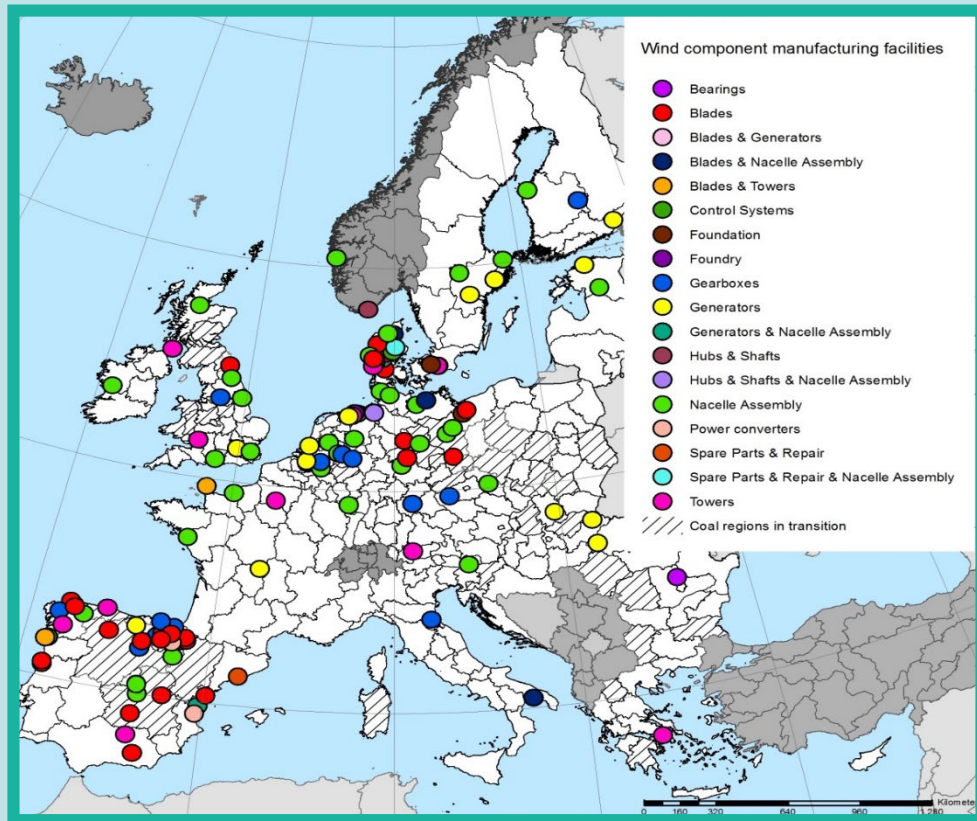 Wind component manufacturing facilities
Bearings
Blades
Blades & Generators
Blades & Nacelle Assembly
Blades & Towers
Control Systems
Foundation
Foundry
Gearboxes
Generators
Generators & Nacelle Assembly
Hubs & Shafts
Hubs & Shafts & Nacelle Assembly
Nacelle Assembly
Power converters
Spare Parts & Repair
Spare Parts & Repair & Nacelle Assembly
Towers
Coal regions in transition
Kilomete
0 160 320 640 960 1,280